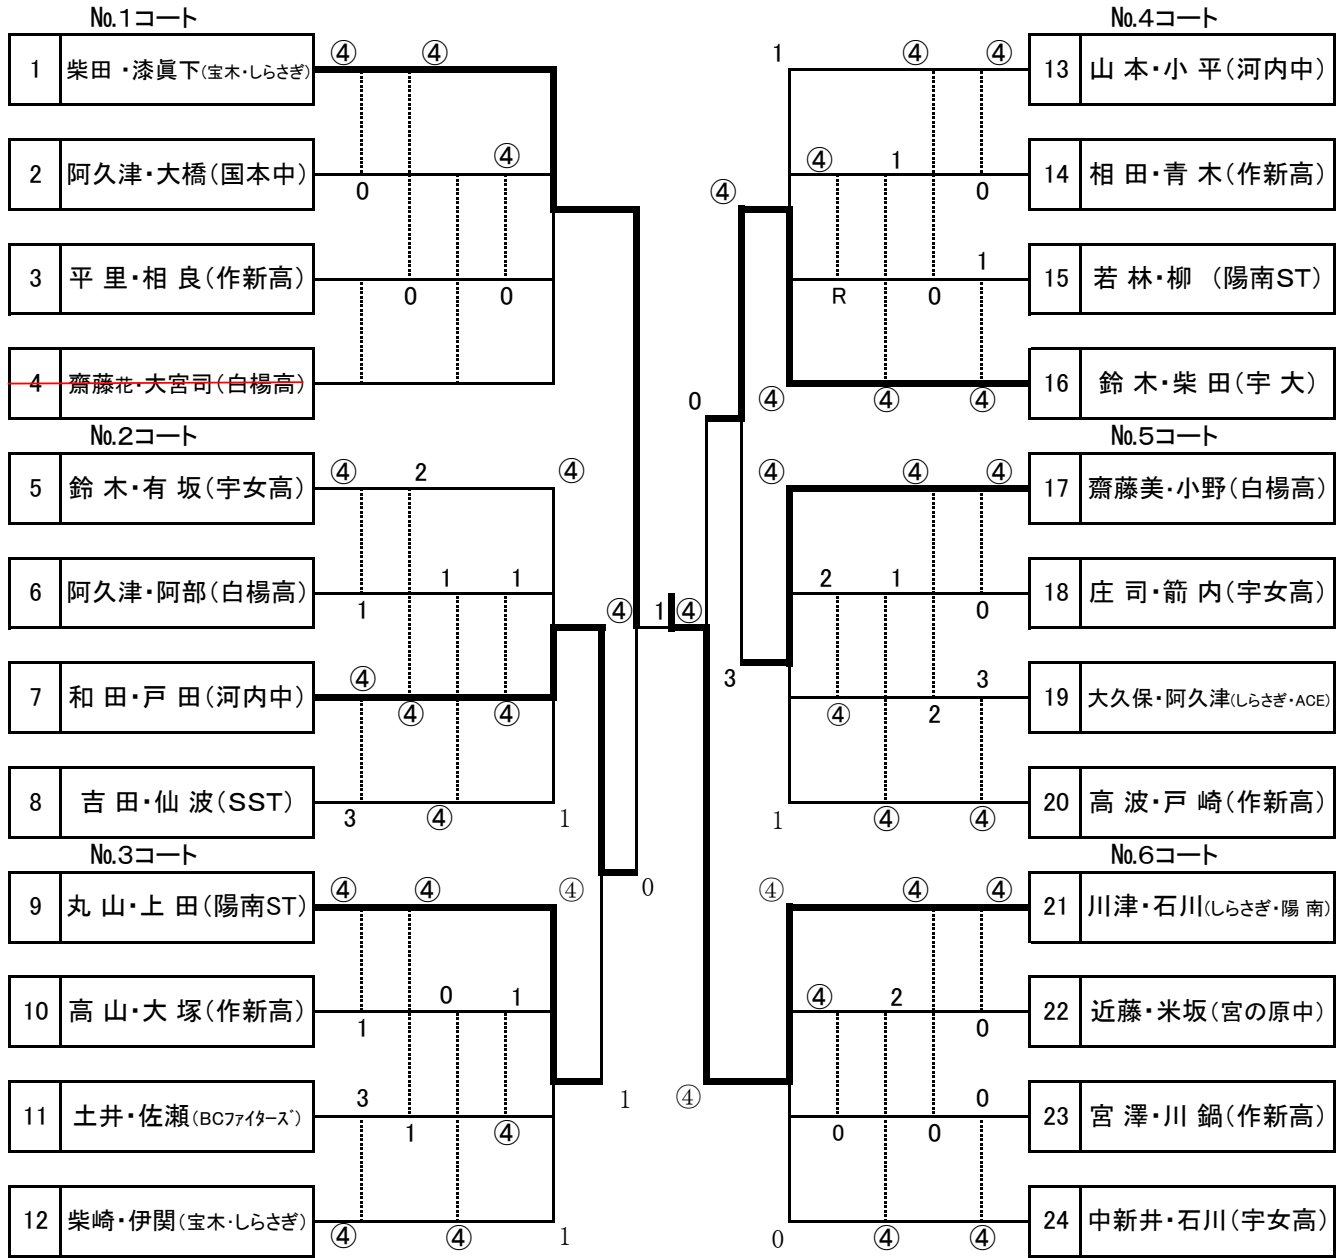 №.1コート
④ ④
1 柴田・漆眞下(宝木・しらさぎ)
④
2 阿久津・大橋(国本中)
0
3 平里・相良(作新高)
0 0
4 齋藤花・大宮司(白楊高)
№.2コート
④ 2 ④
5 鈴木・有坂(宇女高)
1 1
6 阿久津・阿部(白楊高)
1
④
7 和田・戸田(河内中)
④ ④
8 吉田・仙波(SST)
3 ④ 1
№.3コート
④ ④ ④
9 丸山・上田(陽南ST)
0 1
10 高山・大塚(作新高)
1
3
11 土井・佐瀬(BCファイターズ)
1 ④
12 柴崎・伊関(宝木・しらさぎ)
④ ④ 1
④ 0
1
1 ④
0
④ 3
④
№.4コート
1 ④ ④
13 山本・小平(河内中)
④ 1
14 相田・青木(作新高)
0
1
15 若林・柳(陽南ST)
R 0
16 鈴木・柴田(宇大)
④ ④ ④
№.5コート
④ ④ ④
17 齋藤美・小野(白楊高)
2 1
18 庄司・箭内(宇女高)
0
3
19 大久保・阿久津(しらさぎ・ACE)
④ 2
20 高波・戸崎(作新高)
1 ④ ④
№.6コート
④ ④ ④
21 川津・石川(しらさぎ・陽南)
④ 2
22 近藤・米坂(宮の原中)
0
0
23 宮澤・川鍋(作新高)
0 0
24 中新井・石川(宇女高)
0 ④ ④